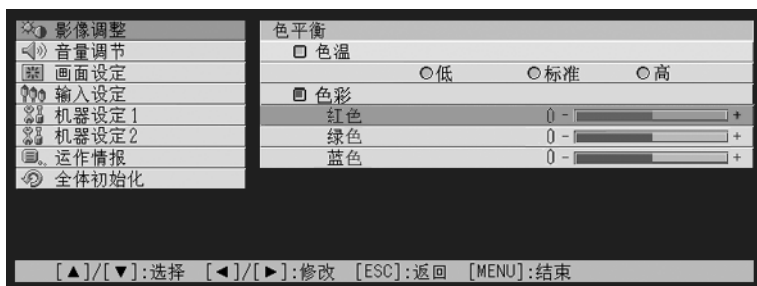 影像调整
音量调节
画面设定
输入设定
机器设定1
机器设定2
运作情报
全体初始化
色平衡
色温
低 标准 高
色彩
红色 0 - +
绿色 0 - +
蓝色 0 - +
[▲]/[▼]:选择 [◄]/[►]:修改 [ESC]:返回 [MENU]:结束